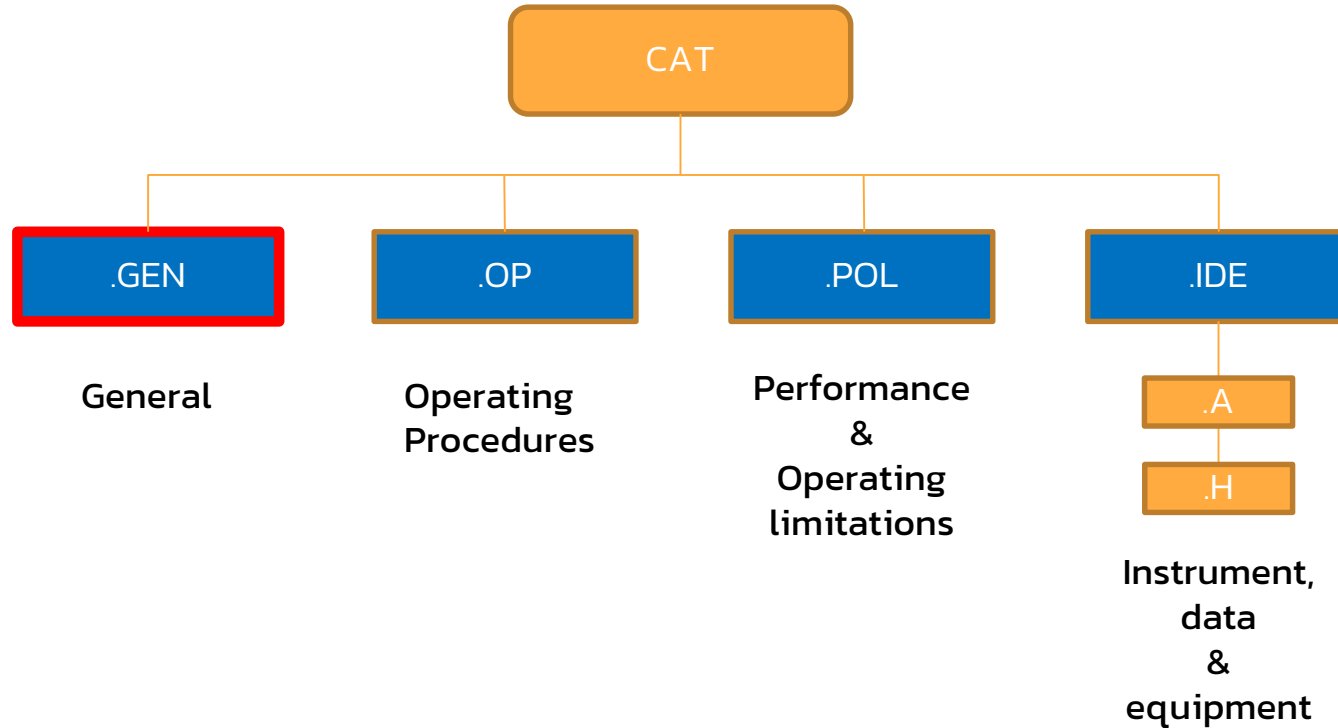 CAT
.GEN
.OP
.POL
.IDE
General
Operating
Procedures
Performance
&
Operating
limitations
.A
.H
Instrument,
data
&
equipment